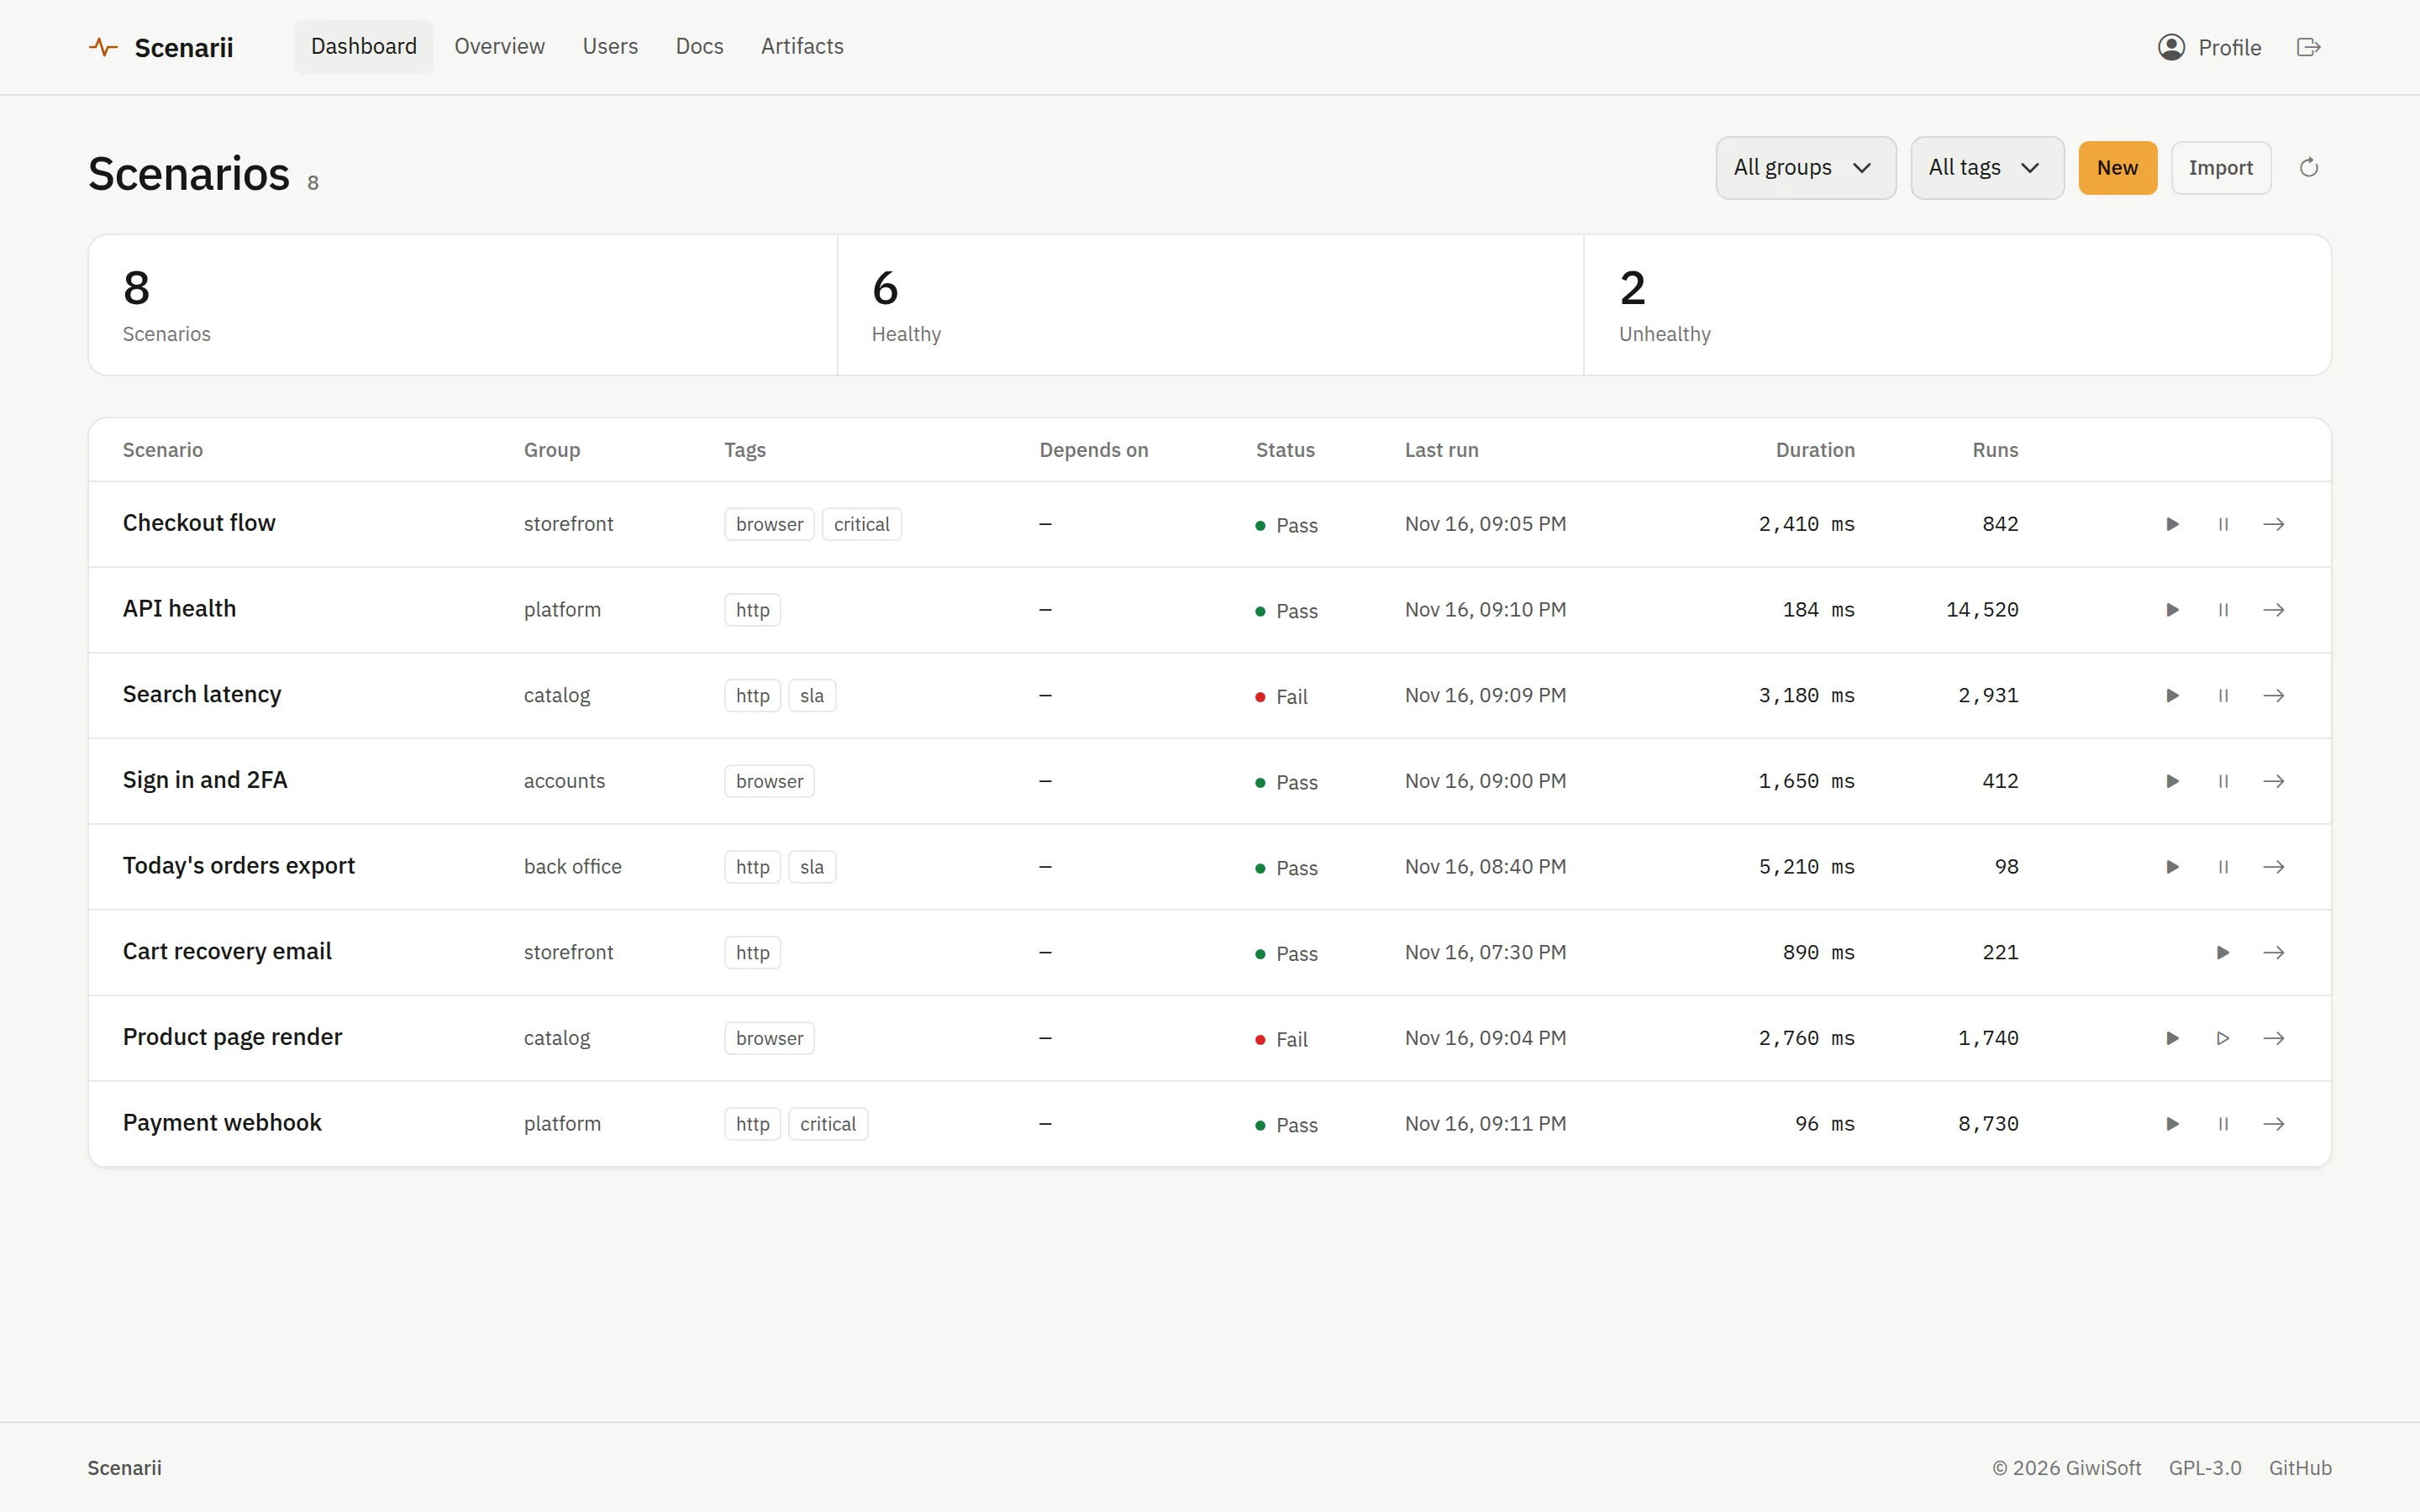 Scenarii Dashboard Overview Users Docs Artifacts Profile
Scenarios 8 All groups All tags New Import
8 6 2
Scenarios Healthy Unhealthy
Scenario Group Tags Depends on Status Last run Duration Runs
Checkout flow storefront browser critical — Pass Nov 16, 09:05 PM 2,410 ms 842
API health platform http — Pass Nov 16, 09:10 PM 184 ms 14,520
Search latency catalog http sla — Fail Nov 16, 09:09 PM 3,180 ms 2,931
Sign in and 2FA accounts browser — Pass Nov 16, 09:00 PM 1,650 ms 412
Today's orders export back office http sla — Pass Nov 16, 08:40 PM 5,210 ms 98
Cart recovery email storefront http — Pass Nov 16, 07:30 PM 890 ms 221
Product page render catalog browser — Fail Nov 16, 09:04 PM 2,760 ms 1,740
Payment webhook platform http critical — Pass Nov 16, 09:11 PM 96 ms 8,730
Scenarii © 2026 GiwiSoft GPL-3.0 GitHub